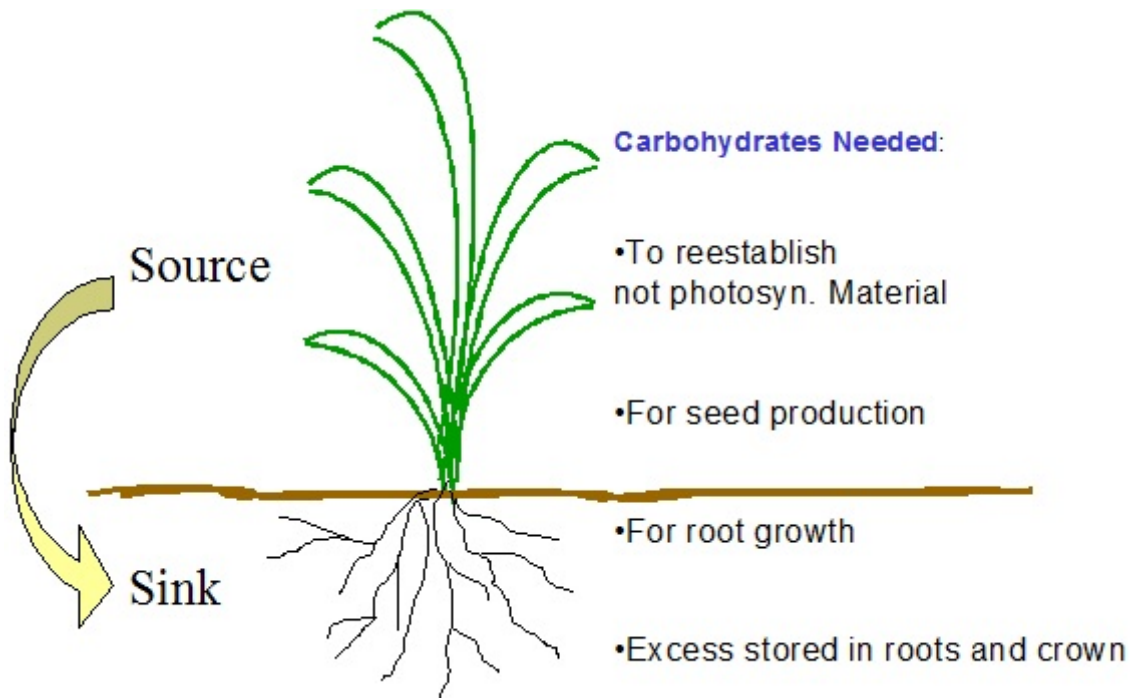 Carbohydrates Needed:
Source
•To reestablish
not photosyn. Material
•For seed production
•For root growth
Sink
•Excess stored in roots and crown